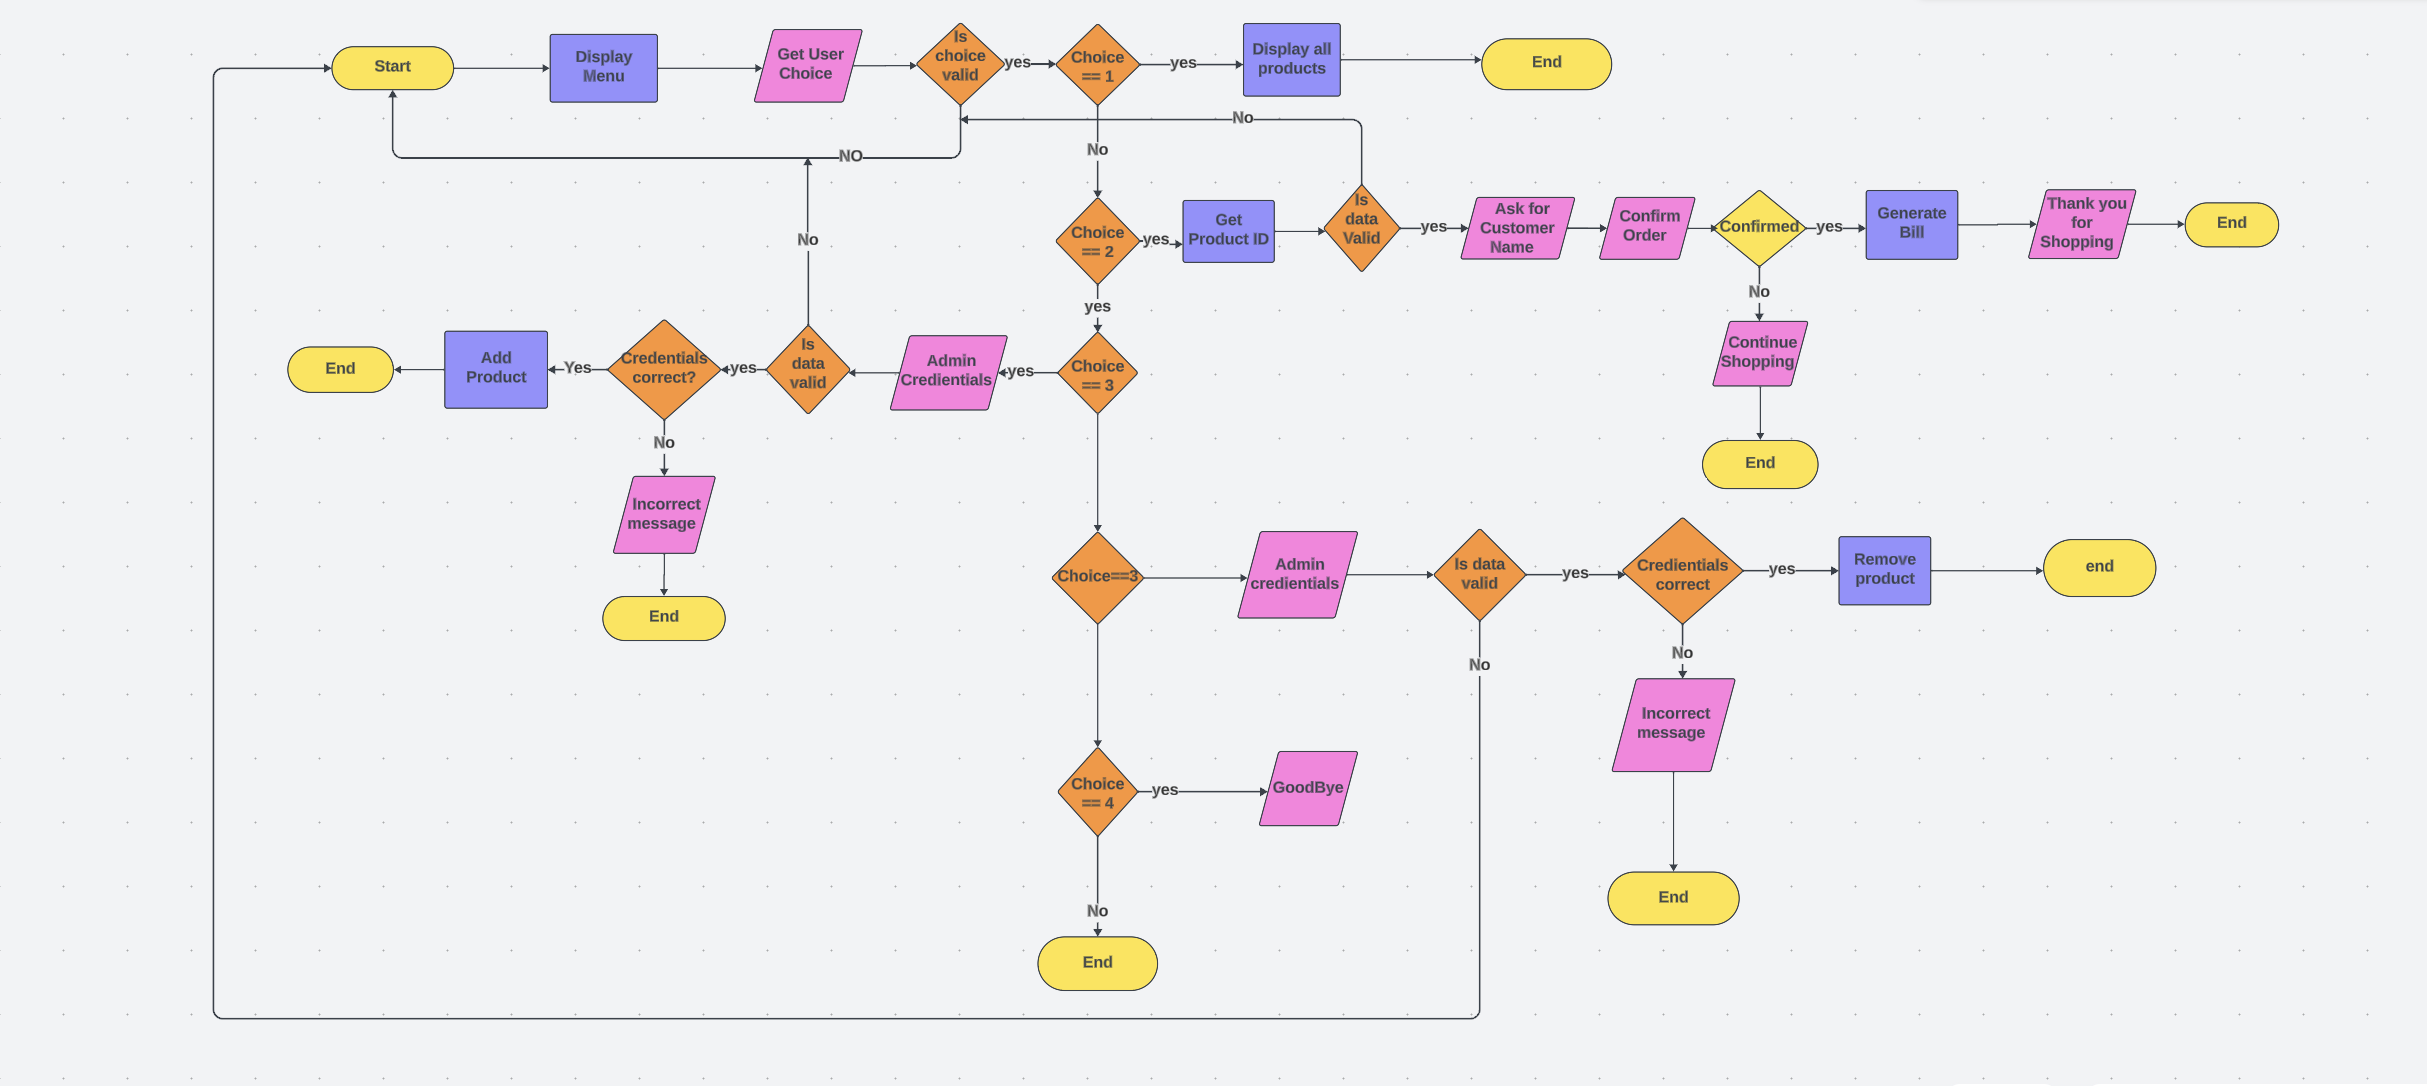 Start
Display
Menu
Get User
Choice
Is
choice
valid
yes
Choice
== 1
yes
Display all
products
End
No
NO
No
No
Choice
== 2
yes
Get
Product ID
Is
data
Valid
yes
Ask for
Customer
Name
Confirm
Order
Confirmed
yes
Generate
Bill
Thank you
for
Shopping
End
No
Continue
Shopping
End
yes
Choice
== 3
yes
Admin
Credientials
Is
data
valid
yes
Credentials
correct?
Yes
Add
Product
End
No
Incorrect
message
End
Choice==3
Admin
credientials
Is data
valid
yes
Credientials
correct
yes
Remove
product
end
No
No
Incorrect
message
End
Choice
== 4
yes
GoodBye
No
End